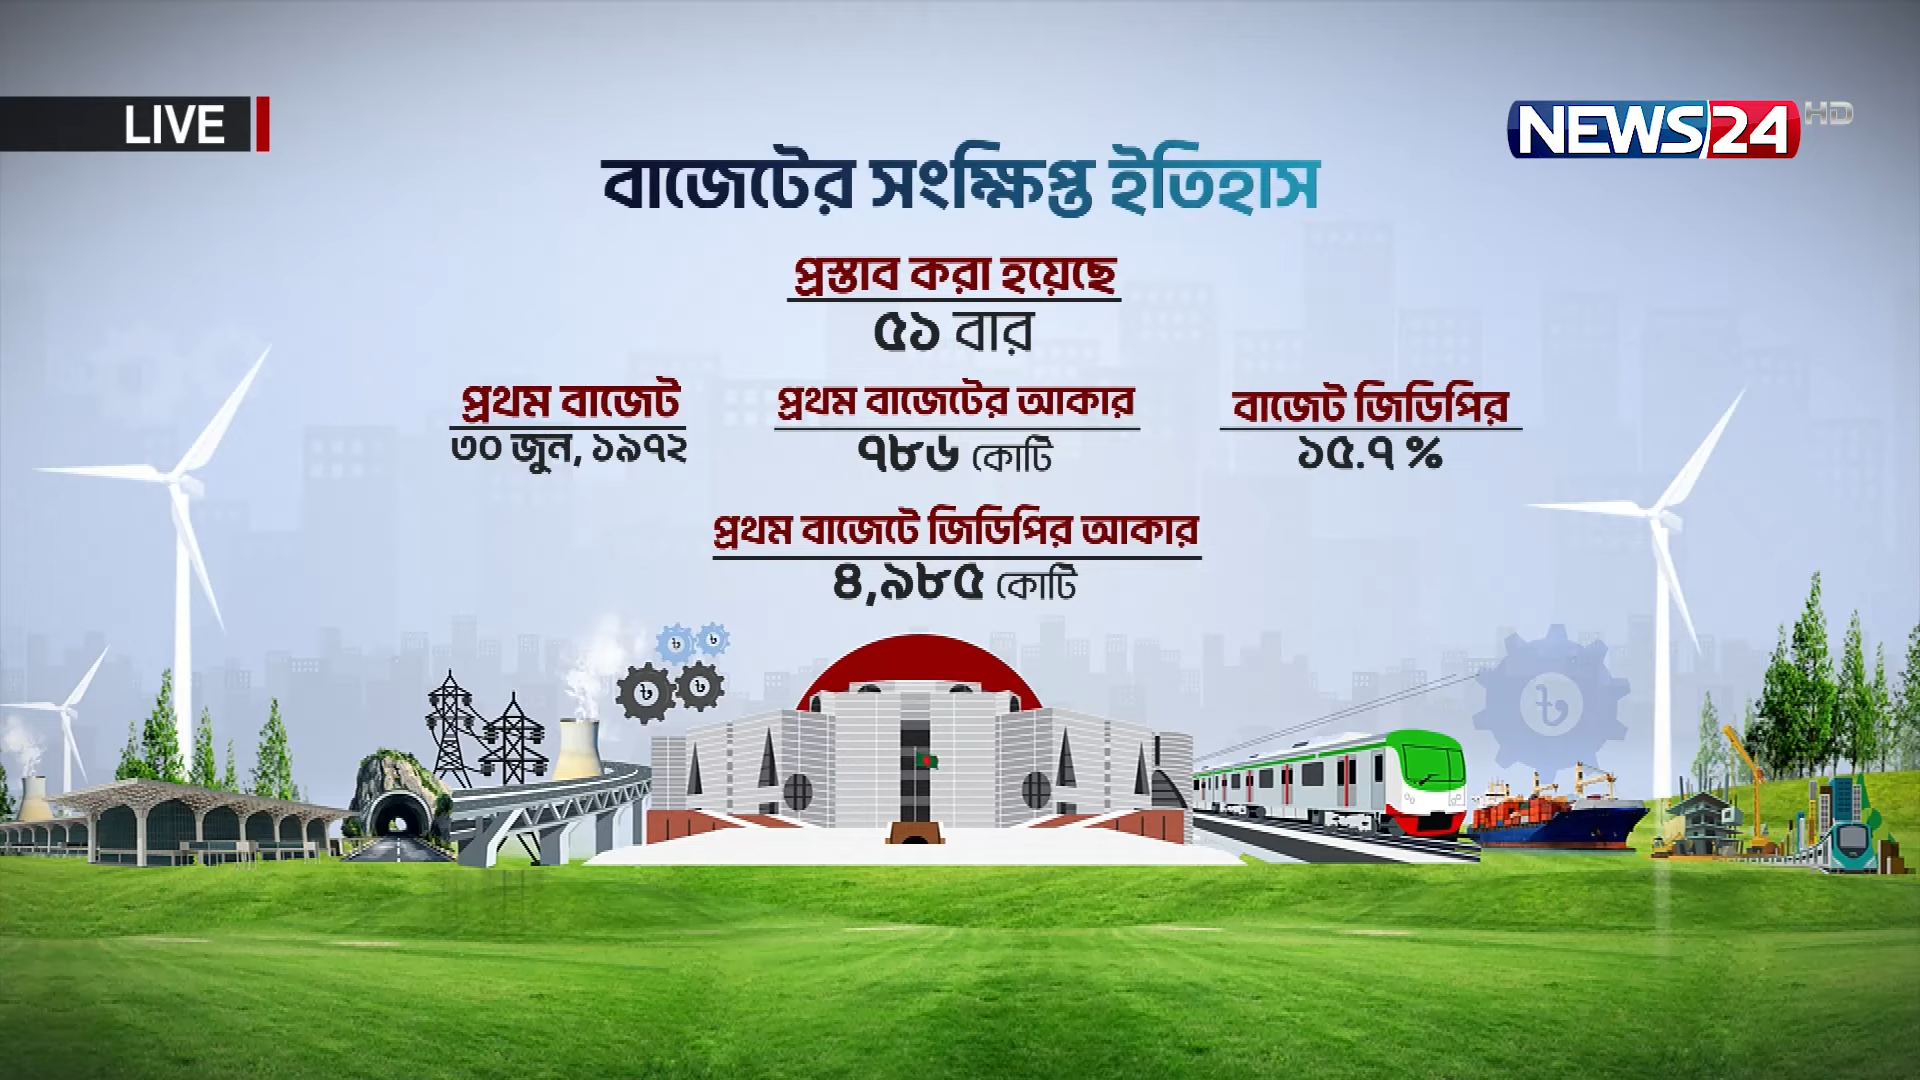 LIVE
NEWS24 HD
বাজেটের সংক্ষিপ্ত ইতিহাস
প্রস্তাব করা হয়েছে
৫১ বার
প্রথম বাজেট
৩০ জুন, ১৯৭২
প্রথম বাজেটের আকার
৭৮৬ কোটি
বাজেট জিডিপির
১৫.৭ %
প্রথম বাজেটে জিডিপির আকার
৪,৯৮৫ কোটি
৳
৳
৳
৳
৳